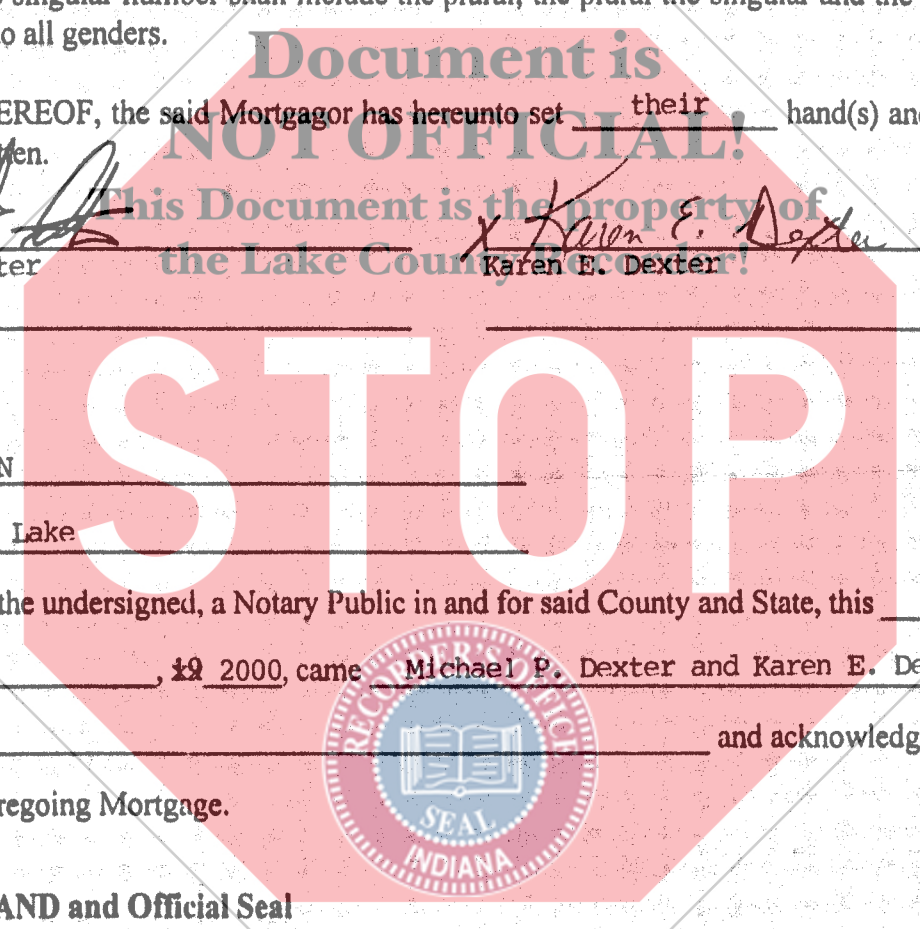 singular number shall include the plural, the plural the singular and the
o all genders.
Document is
EREOF, the said Mortgagor has hereunto set their hand(s) and
NOT OFFICIAL!
This Document is the property of
X Karen E. Dexter
ter Karen E. Dexter
the Lake County Recorder!
STOP
N
Lake
the undersigned, a Notary Public in and for said County and State, this
, 19 2000, came Michael P. Dexter and Karen E. De
RECORDER'S OFFICE
and acknowledg
SEAL
regoing Mortgage.
INDIANA
AND and Official Seal